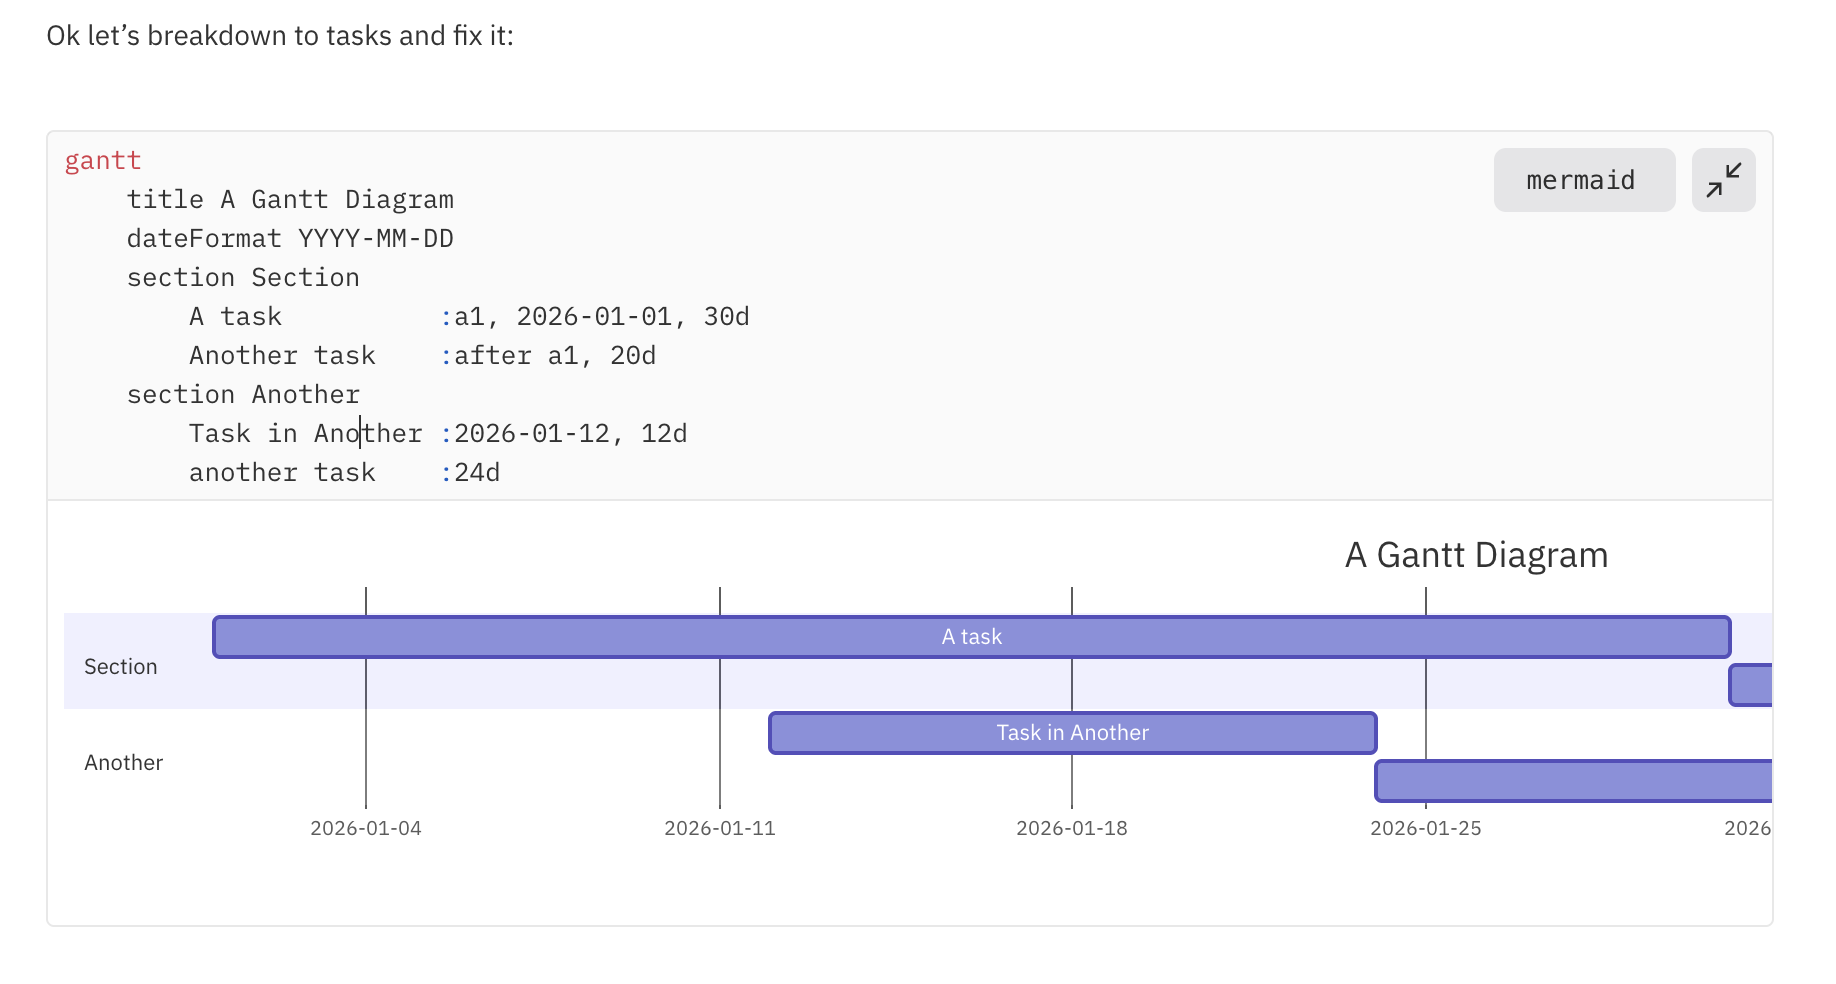 Ok let’s breakdown to tasks and fix it:
gantt
mermaid
    title A Gantt Diagram
    dateFormat YYYY-MM-DD
    section Section
        A task          :a1, 2026-01-01, 30d
        Another task    :after a1, 20d
    section Another
        Task in Another :2026-01-12, 12d
        another task    :24d
A Gantt Diagram
A task
Section
Task in Another
Another
2026-01-04 2026-01-11 2026-01-18 2026-01-25 2026